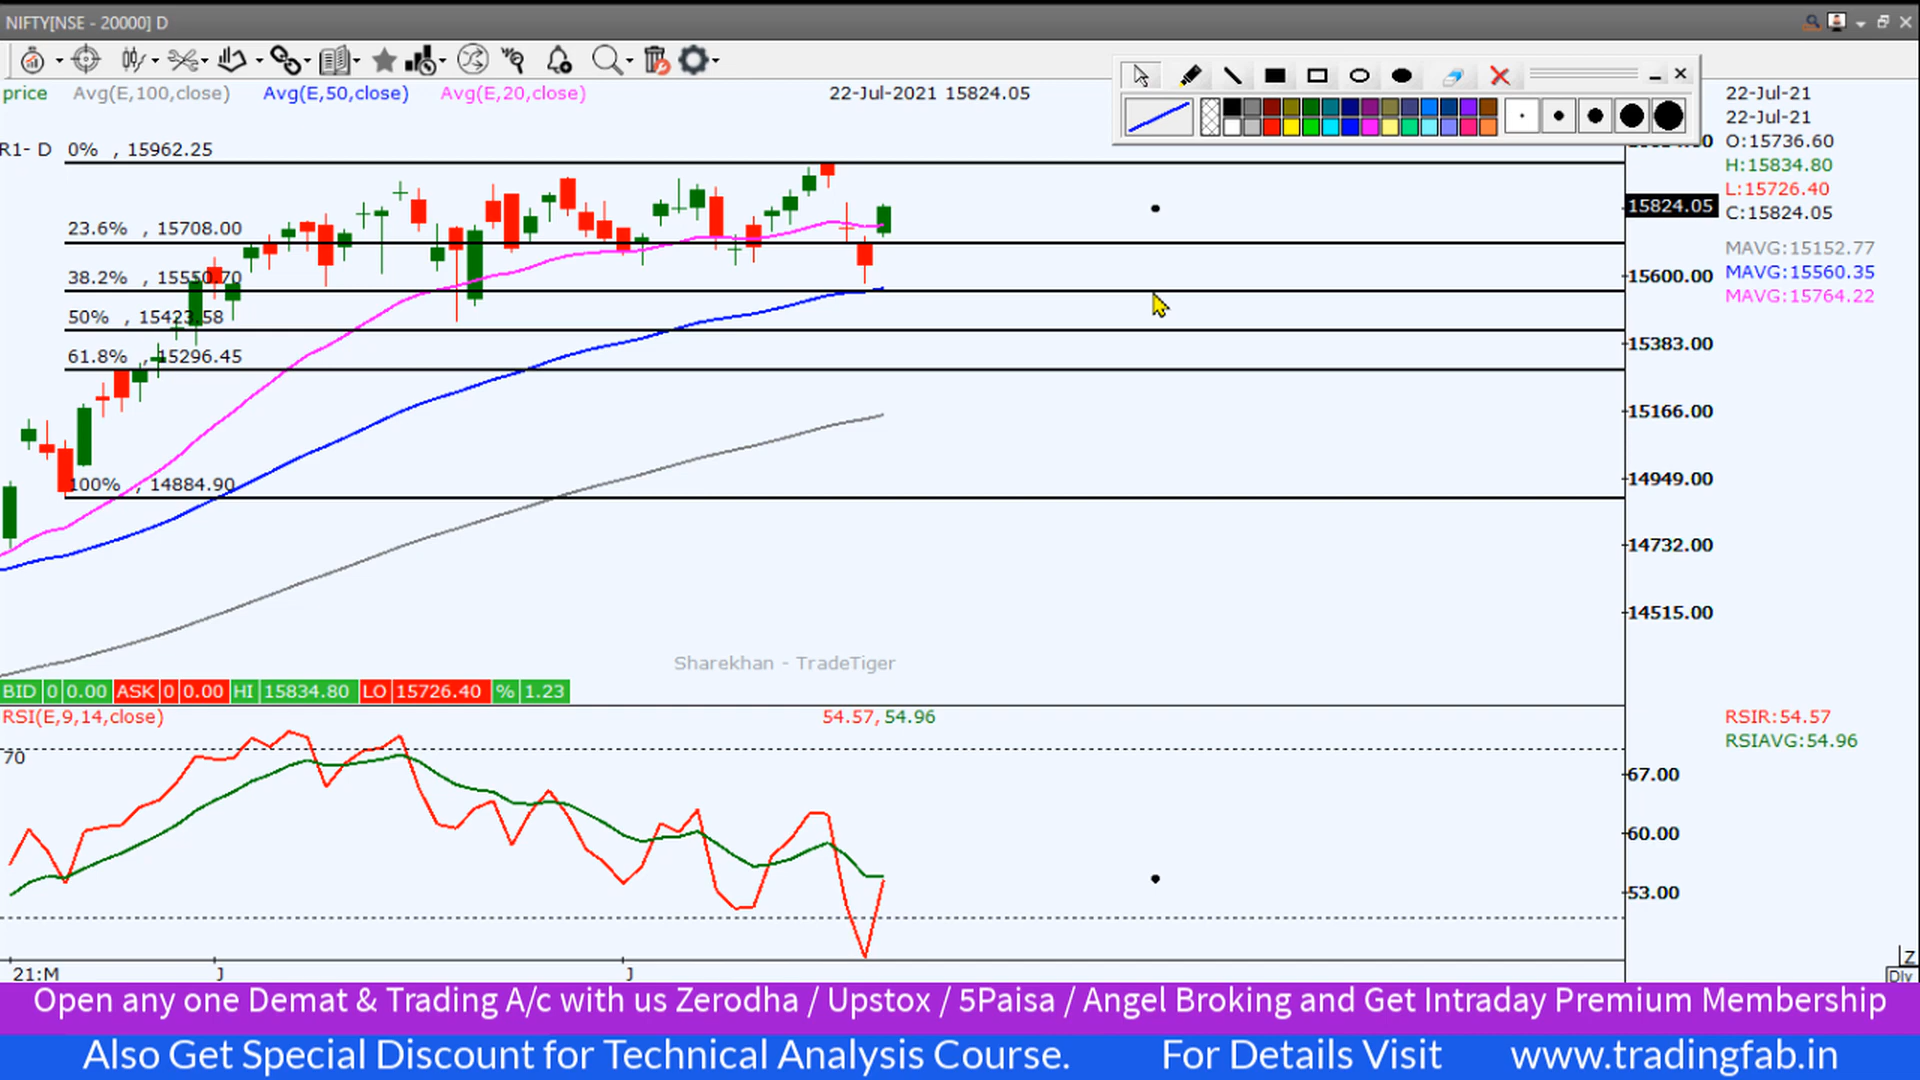 NIFTY[NSE - 20000] D
price Avg(E,100,close) Avg(E,50,close) Avg(E,20,close) 22-Jul-2021 15824.05
22-Jul-21
22-Jul-21
O:15736.60
H:15834.80
L:15726.40
C:15824.05
MAVG:15152.77
MAVG:15560.35
MAVG:15764.22
R1- D 0% , 15962.25
23.6% , 15708.00
38.2% , 15550.70
50% , 15423.58
61.8% , 15296.45
100% , 14884.90
15824.05
15600.00
15383.00
15166.00
14949.00
14732.00
14515.00
Sharekhan - TradeTiger
BID 0 0.00 ASK 0 0.00 HI 15834.80 LO 15726.40 % 1.23
RSI(E,9,14,close) 54.57, 54.96
RSIR:54.57
RSIAVG:54.96
70
67.00
60.00
53.00
21:M J J
Z
Dly
Open any one Demat & Trading A/c with us Zerodha / Upstox / 5Paisa / Angel Broking and Get Intraday Premium Membership
Also Get Special Discount for Technical Analysis Course. For Details Visit www.tradingfab.in